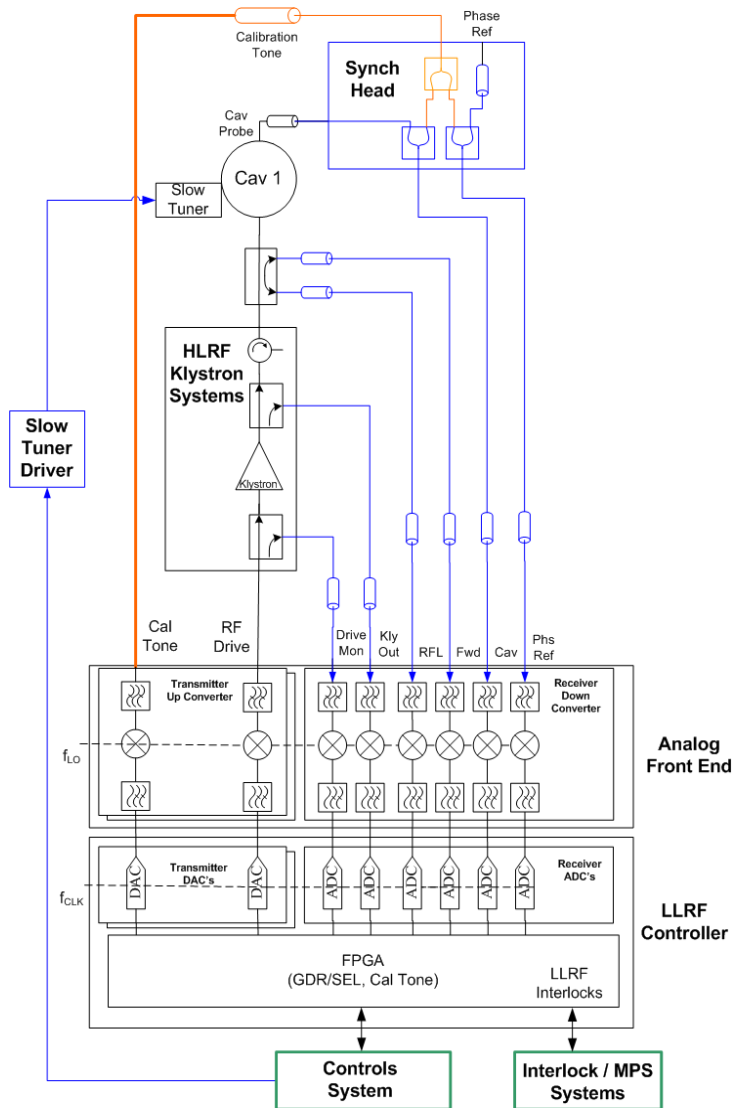 Phase
Ref
Calibration
Tone
Synch
Head
Cav
Probe
Cav 1
Slow
Tuner
HLRF
Klystron
Systems
Slow
Tuner
Driver
Klystron
Cal
Tone
RF
Drive
Drive
Mon
Kly
Out
RFL
Fwd
Cav
Phs
Ref
Transmitter
Up Converter
Receiver
Down
Converter
fLO
Analog
Front End
Transmitter
DAC's
Receiver
ADC's
DAC
DAC
ADC
ADC
ADC
ADC
ADC
ADC
fCLK
LLRF
Controller
FPGA
(GDR/SEL, Cal Tone)
LLRF
Interlocks
Controls
System
Interlock / MPS
Systems